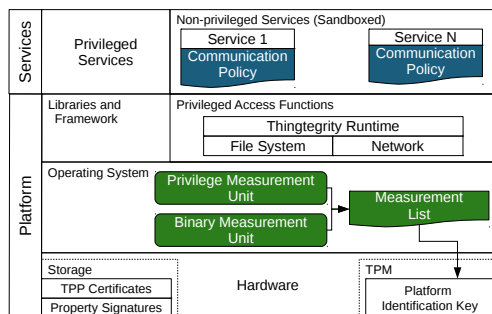 Services
Privileged
Services
Non-privileged Services (Sandboxed)
Service 1
Communication
Policy
Service N
Communication
Policy
Platform
Libraries and
Framework
Privileged Access Functions
Thingtegrity Runtime
File System
Network
Operating System
Privilege Measurement
Unit
Binary Measurement
Unit
Measurement
List
Storage
TPP Certificates
Property Signatures
Hardware
TPM
Platform
Identification Key